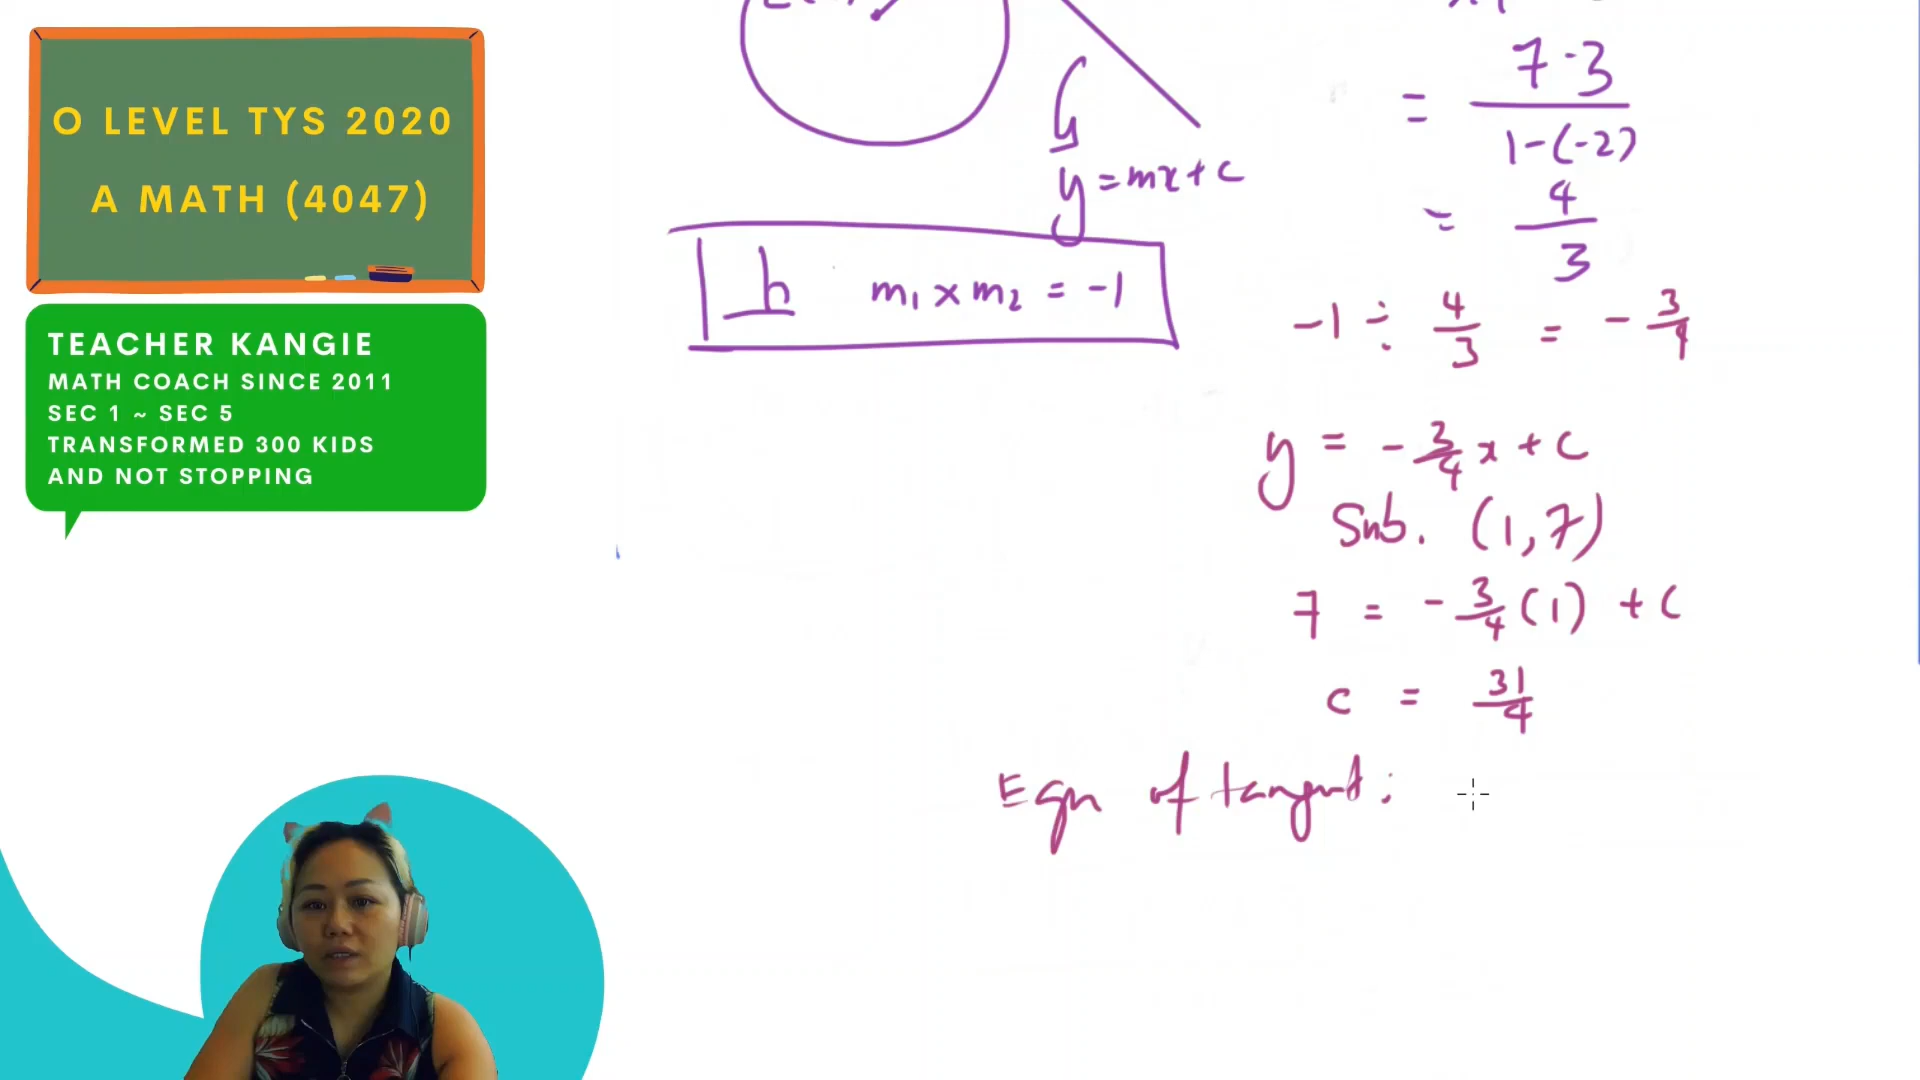 O LEVEL TYS 2020
A MATH (4047)
TEACHER KANGIE
MATH COACH SINCE 2011
SEC 1 ~ SEC 5
TRANSFORMED 300 KIDS
AND NOT STOPPING
y = mx + c
m₁ × m₂ = -1
= 7-3 / 1-(-2)
= 4/3
-1 ÷ 4/3 = - 3/4
y = - 3/4 x + c
Sub. (1,7)
7 = - 3/4 (1) + c
c = 31/4
Eqn of tangent: